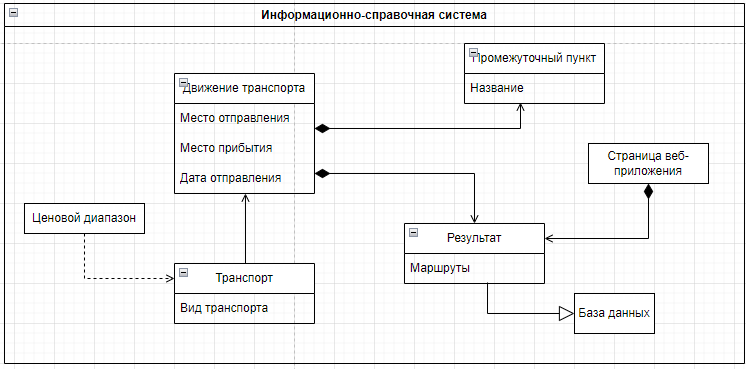 Информационно-справочная система
Промежуточный пункт
Название
Движение транспорта
Место отправления
Место прибытия
Дата отправления
Страница веб-
приложения
Ценовой диапазон
Результат
Маршруты
Транспорт
Вид транспорта
База данных